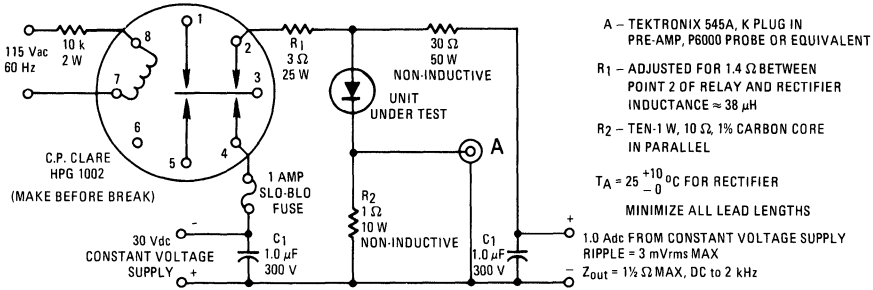 115 Vac
60 Hz
10 k
2 W
8
7
6
5
1
2
3
4
C.P. CLARE
HPG 1002
(MAKE BEFORE BREAK)
1 AMP
SLO-BLO
FUSE
R1
3 Ω
25 W
30 Ω
50 W
NON-INDUCTIVE
UNIT
UNDER TEST
A
R2
1 Ω
10 W
NON-INDUCTIVE
–
30 Vdc
CONSTANT VOLTAGE
SUPPLY
+
C1
1.0 μF
300 V
C1
1.0 μF
300 V
+
1.0 Adc FROM CONSTANT VOLTAGE SUPPLY
RIPPLE = 3 mVrms MAX
– Zout = 1½ Ω MAX, DC to 2 kHz
A – TEKTRONIX 545A, K PLUG IN
PRE-AMP, P6000 PROBE OR EQUIVALENT
R1 – ADJUSTED FOR 1.4 Ω BETWEEN
POINT 2 OF RELAY AND RECTIFIER
INDUCTANCE ≈ 38 μH
R2 – TEN-1 W, 10 Ω, 1% CARBON CORE
IN PARALLEL
TA = 25 +10 –0 °C FOR RECTIFIER
MINIMIZE ALL LEAD LENGTHS